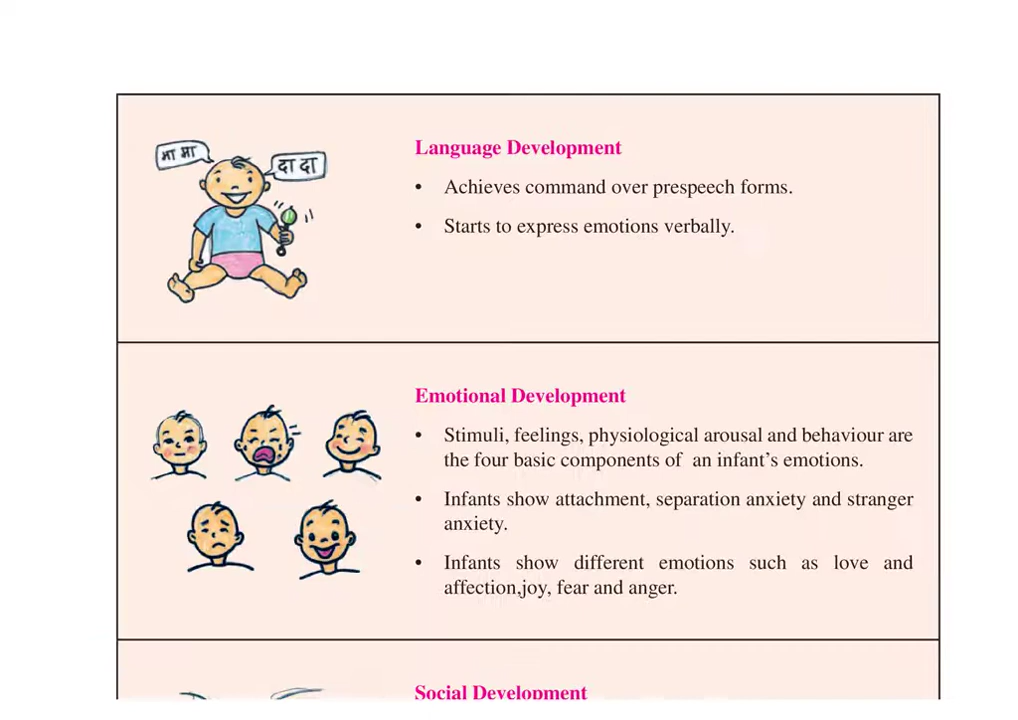 मा मा
दा दा
Language Development
• Achieves command over prespeech forms.
• Starts to express emotions verbally.
Emotional Development
• Stimuli, feelings, physiological arousal and behaviour are
the four basic components of an infant's emotions.
• Infants show attachment, separation anxiety and stranger
anxiety.
• Infants show different emotions such as love and
affection,joy, fear and anger.
Social Development